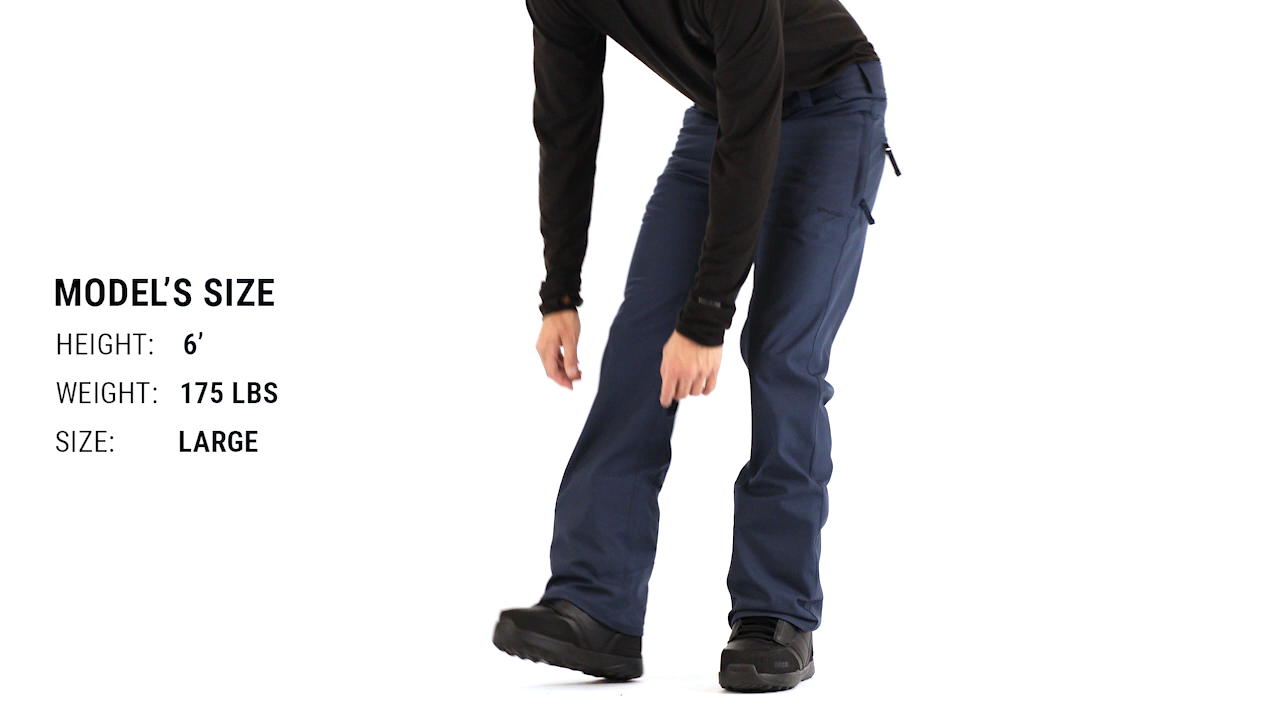 MODEL’S SIZE
HEIGHT: 6’
WEIGHT: 175 LBS
SIZE: LARGE